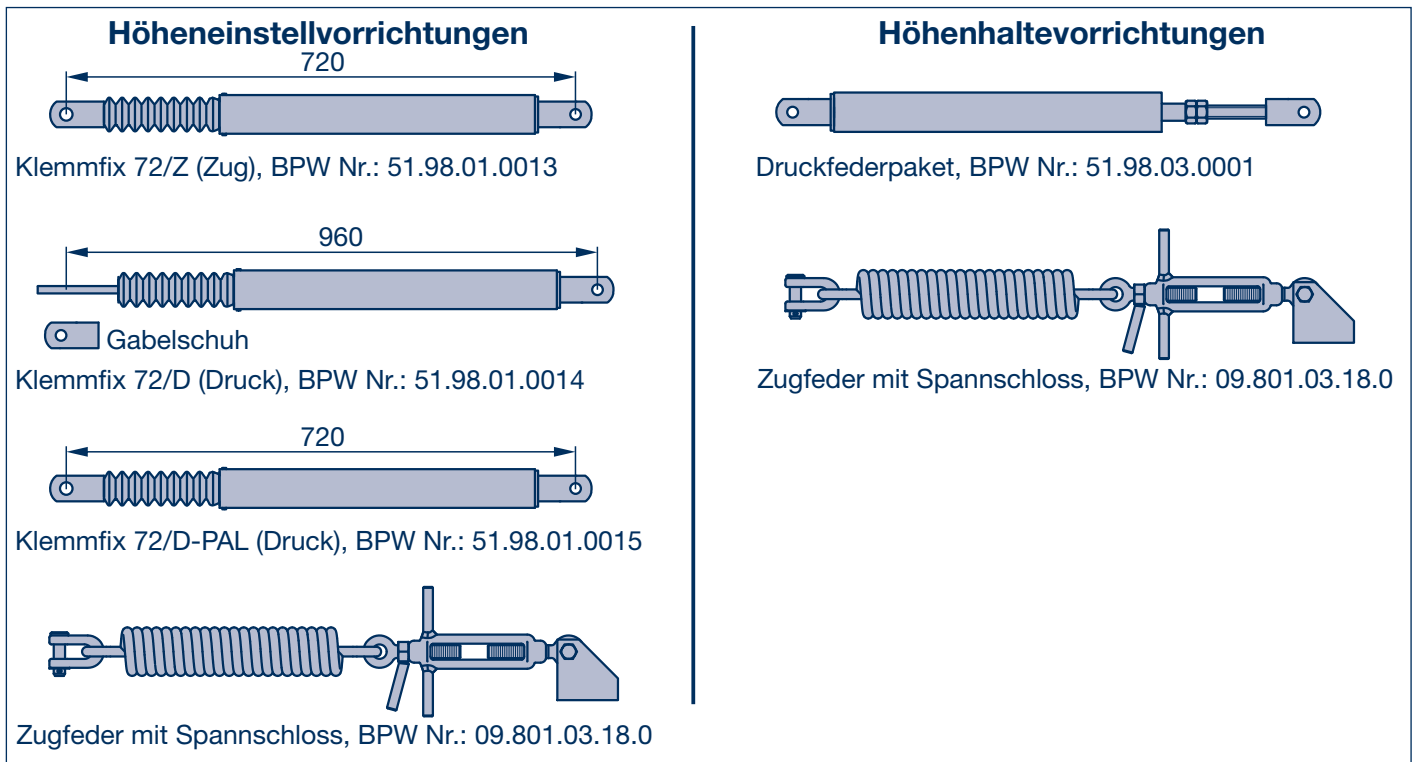 Höheneinstellvorrichtungen
720
Klemmfix 72/Z (Zug), BPW Nr.: 51.98.01.0013
960
Gabelschuh
Klemmfix 72/D (Druck), BPW Nr.: 51.98.01.0014
720
Klemmfix 72/D-PAL (Druck), BPW Nr.: 51.98.01.0015
Zugfeder mit Spannschloss, BPW Nr.: 09.801.03.18.0
Höhenhaltevorrichtungen
Druckfederpaket, BPW Nr.: 51.98.03.0001
Zugfeder mit Spannschloss, BPW Nr.: 09.801.03.18.0